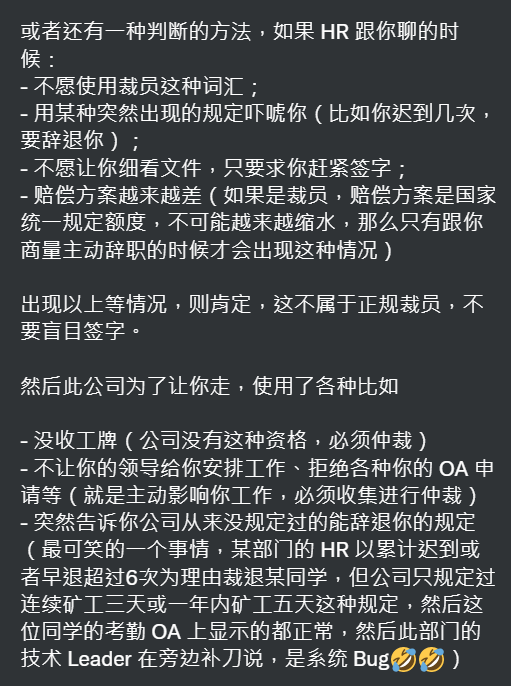 或者还有一种判断的方法，如果 HR 跟你聊的时
候：
- 不愿使用裁员这种词汇；
- 用某种突然出现的规定吓唬你（比如你迟到几次，
要辞退你）；
- 不愿让你细看文件，只要求你赶紧签字；
- 赔偿方案越来越差（如果是裁员，赔偿方案是国家
统一规定额度，不可能越来越缩水，那么只有跟你
商量主动辞职的时候才会出现这种情况）
出现以上等情况，则肯定，这不属于正规裁员，不
要盲目签字。
然后此公司为了让你走，使用了各种比如
- 没收工牌（公司没有这种资格，必须仲裁）
- 不让你的领导给你安排工作、拒绝各种你的 OA 申
请等（就是主动影响你工作，必须收集进行仲裁）
- 突然告诉你公司从来没规定过的能辞退你的规定
（最可笑的一个事情，某部门的 HR 以累计迟到或
者早退超过6次为理由裁退某同学，但公司只规定过
连续矿工三天或一年内矿工五天这种规定，然后这
位同学的考勤 OA 上显示的都正常，然后此部门的
技术 Leader 在旁边补刀说，是系统 Bug🤣🤣）